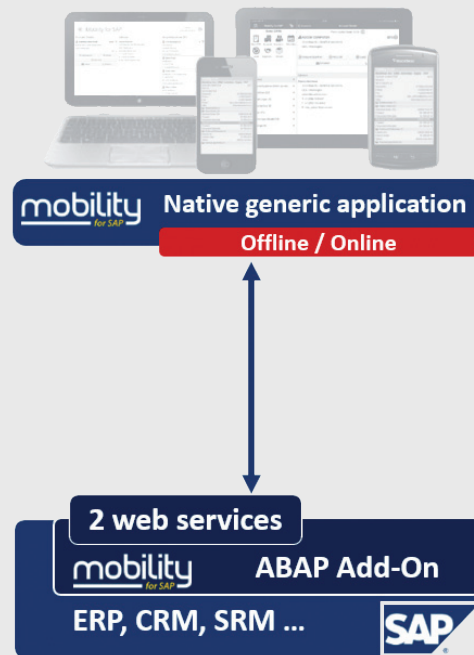 mobility
for SAP
Native generic application
Offline / Online
2 web services
mobility
for SAP
ABAP Add-On
ERP, CRM, SRM ...
SAP